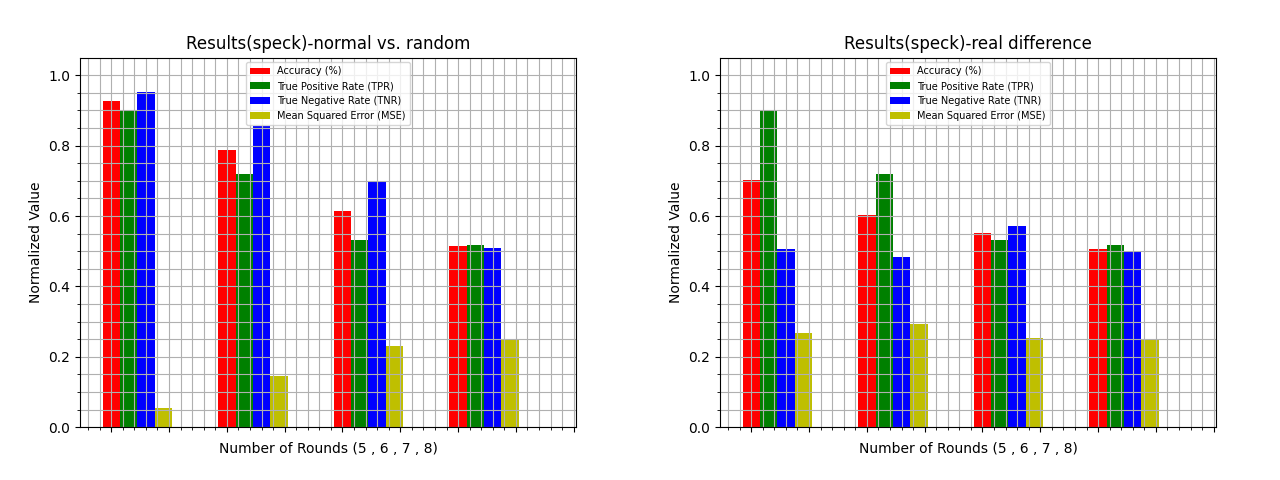 Results(speck)-normal vs. random
Accuracy (%)
True Positive Rate (TPR)
True Negative Rate (TNR)
Mean Squared Error (MSE)
1.0
0.8
0.6
0.4
0.2
0.0
Normalized Value
Number of Rounds (5 , 6 , 7 , 8)
Results(speck)-real difference
Accuracy (%)
True Positive Rate (TPR)
True Negative Rate (TNR)
Mean Squared Error (MSE)
1.0
0.8
0.6
0.4
0.2
0.0
Normalized Value
Number of Rounds (5 , 6 , 7 , 8)